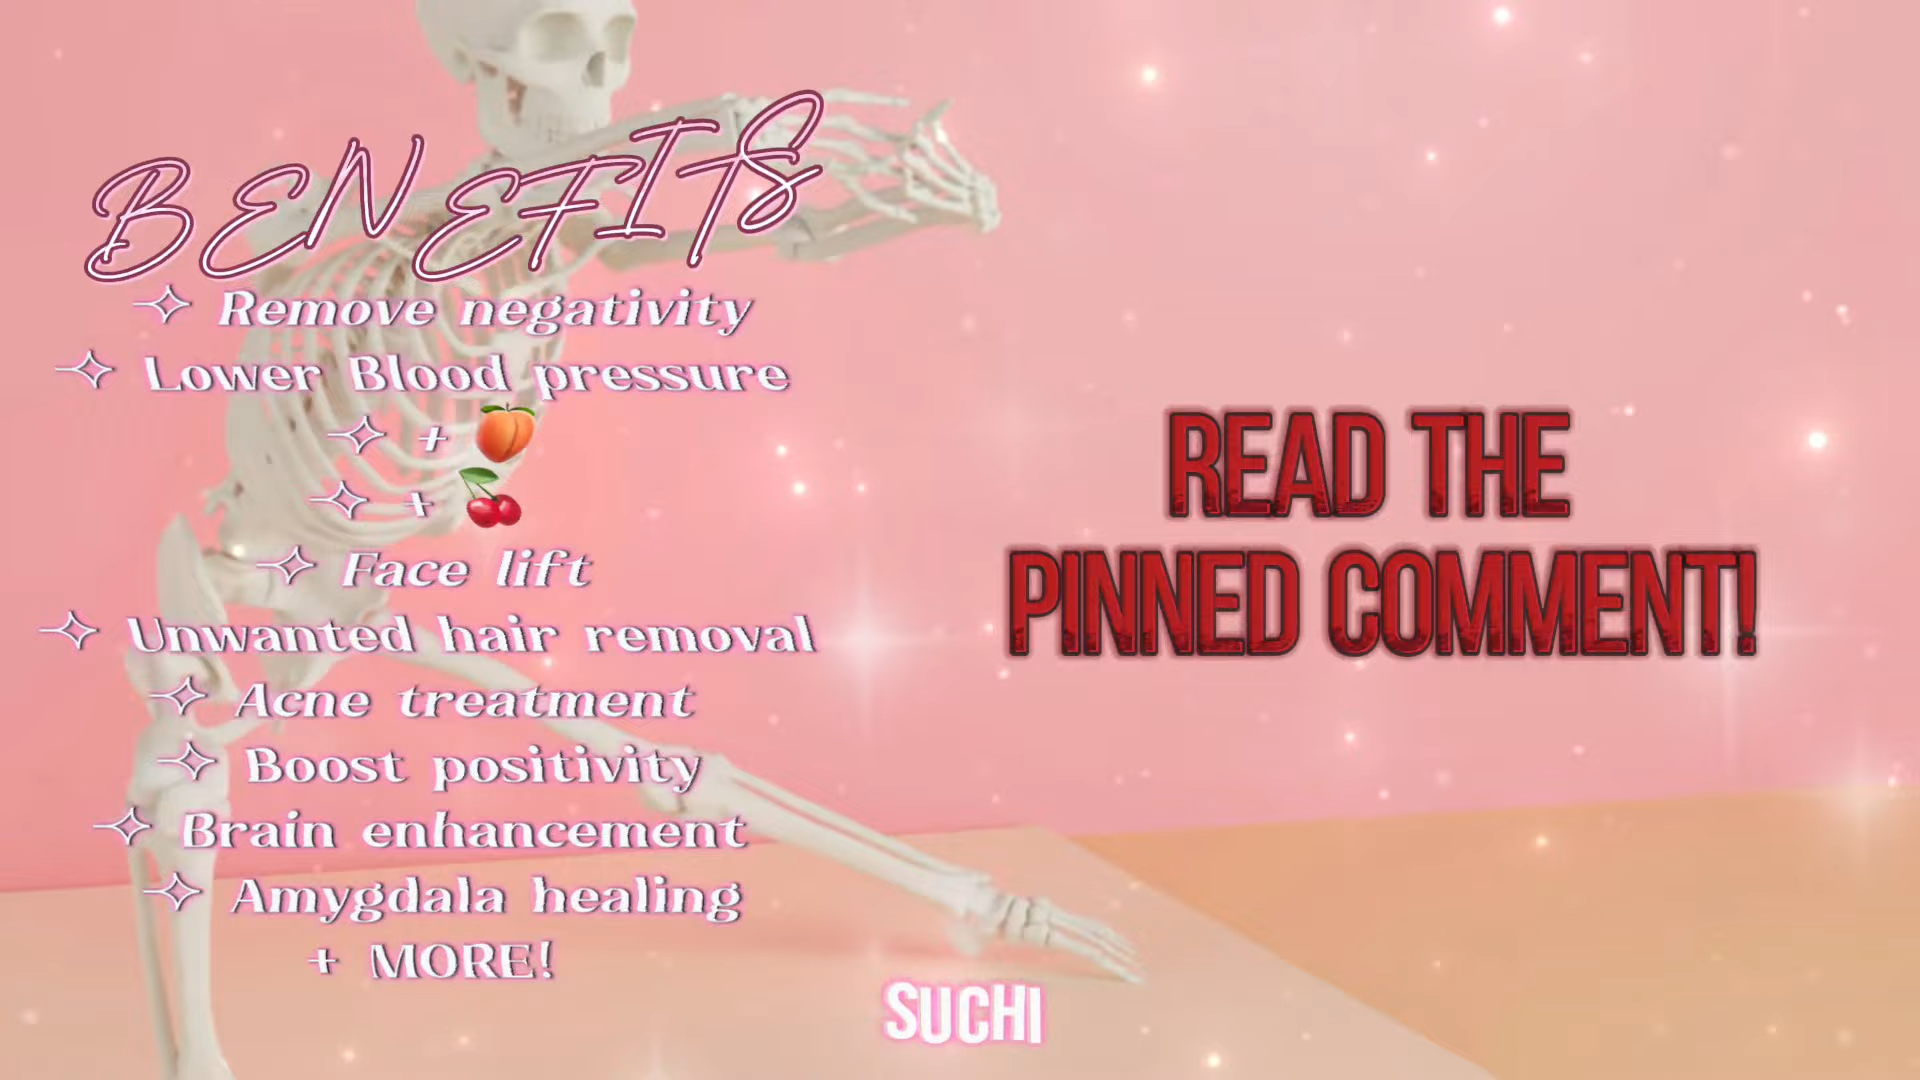 BENEFITS
✧ Remove negativity
✧ Lower Blood pressure
✧ + 🍑
✧ + 🍒
✧ Face lift
✧ Unwanted hair removal
✧ Acne treatment
✧ Boost positivity
✧ Brain enhancement
✧ Amygdala healing
+ MORE!
READ THE
PINNED COMMENT!
SUCHI